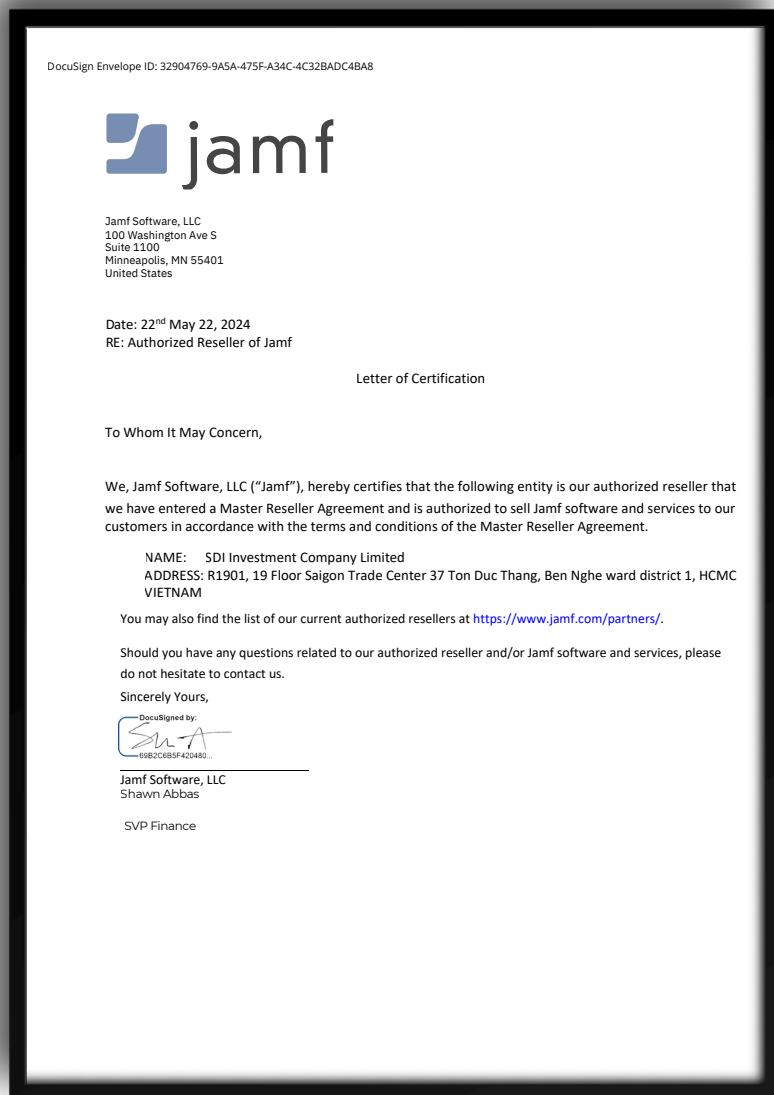 DocuSign Envelope ID: 32904769-9A5A-475F-A34C-4C32BADC4BA8
jamf
Jamf Software, LLC
100 Washington Ave S
Suite 1100
Minneapolis, MN 55401
United States
Date: 22nd May 22, 2024
RE: Authorized Reseller of Jamf
Letter of Certification
To Whom It May Concern,
We, Jamf Software, LLC (“Jamf”), hereby certifies that the following entity is our authorized reseller that
we have entered a Master Reseller Agreement and is authorized to sell Jamf software and services to our
customers in accordance with the terms and conditions of the Master Reseller Agreement.
NAME: SDI Investment Company Limited
ADDRESS: R1901, 19 Floor Saigon Trade Center 37 Ton Duc Thang, Ben Nghe ward district 1, HCMC
VIETNAM
You may also find the list of our current authorized resellers at https://www.jamf.com/partners/.
Should you have any questions related to our authorized reseller and/or Jamf software and services, please
do not hesitate to contact us.
Sincerely Yours,
DocuSigned by:
69B2C6B5F420480...
Jamf Software, LLC
Shawn Abbas
SVP Finance